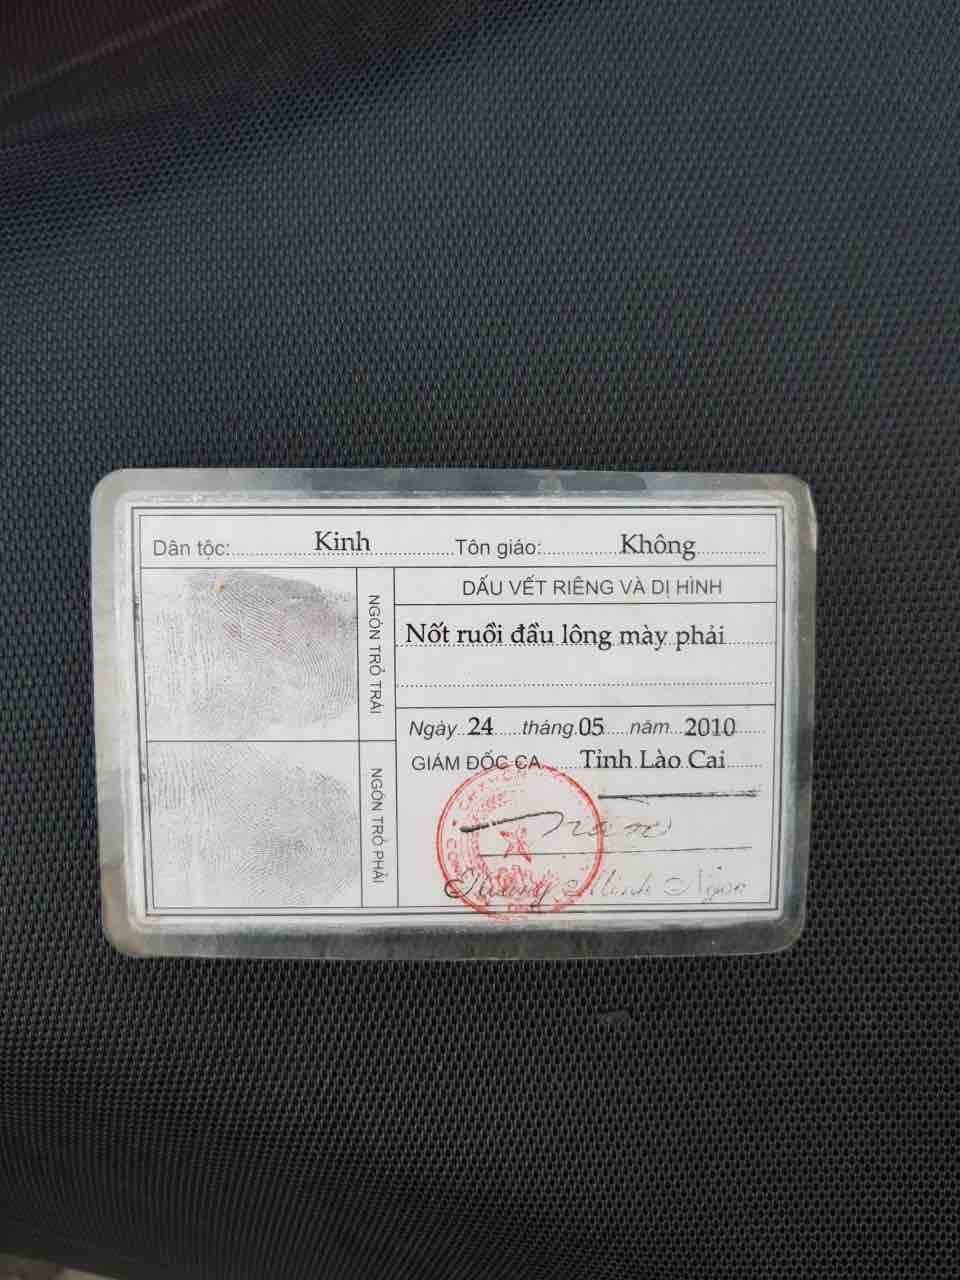 Dân tộc: Kinh Tôn giáo: Không
NGÓN TRỎ TRÁI
NGÓN TRỎ PHẢI
DẤU VẾT RIÊNG VÀ DỊ HÌNH
Nốt ruồi đầu lông mày phải
Ngày 24 tháng 05 năm 2010
GIÁM ĐỐC CA Tỉnh Lào Cai